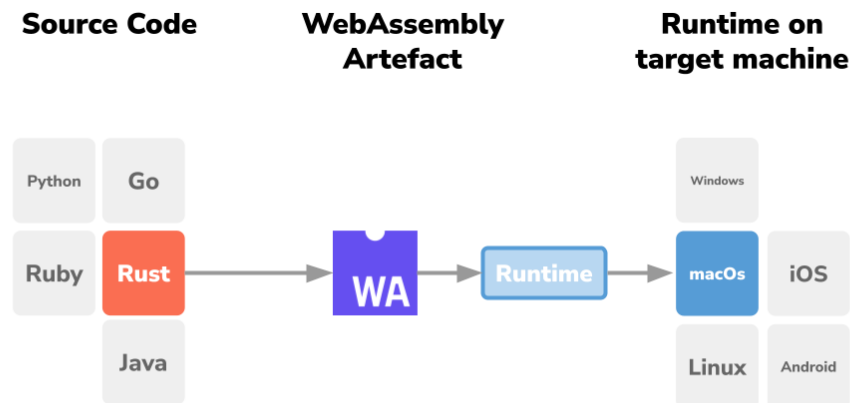 Source Code
WebAssembly
Artefact
Runtime on
target machine
Python
Go
Windows
Ruby
Rust
WA
Runtime
macOs
iOS
Java
Linux
Android